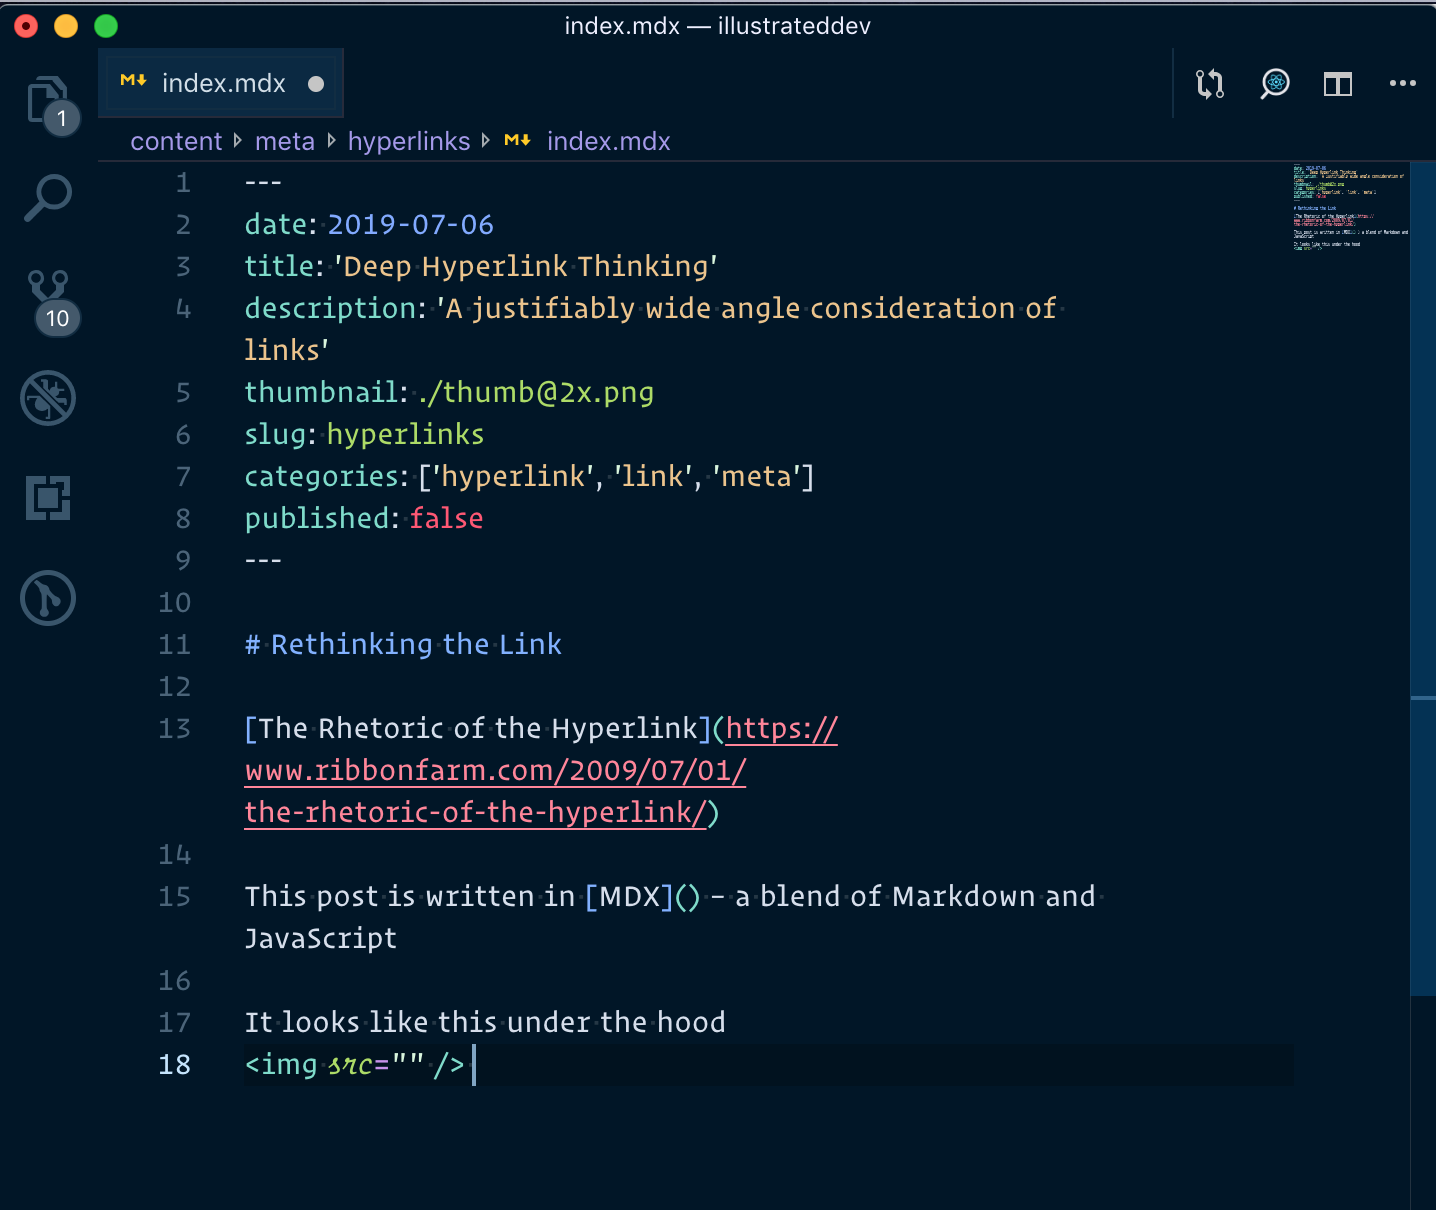 index.mdx — illustrateddev
index.mdx
content meta hyperlinks index.mdx
1
10
1 ---
2 date: 2019-07-06
3 title: 'Deep Hyperlink Thinking'
4 description: 'A justifiably wide angle consideration of
links'
5 thumbnail: ./thumb@2x.png
6 slug: hyperlinks
7 categories: ['hyperlink', 'link', 'meta']
8 published: false
9 ---
10
11 # Rethinking the Link
12
13 [The Rhetoric of the Hyperlink](https://
www.ribbonfarm.com/2009/07/01/
the-rhetoric-of-the-hyperlink/)
14
15 This post is written in [MDX]() – a blend of Markdown and
JavaScript
16
17 It looks like this under the hood
18 <img src="" />